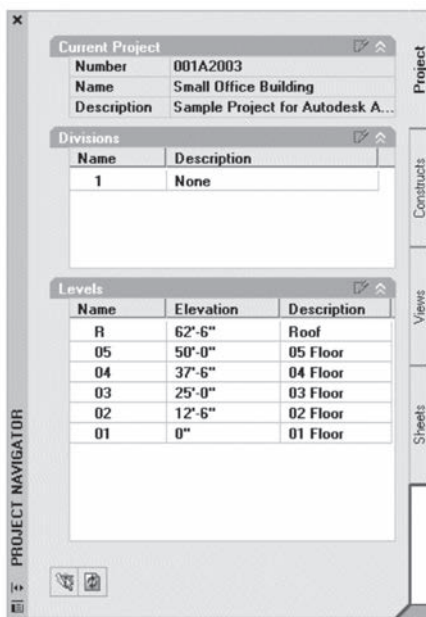 Current Project
Number 001A2003
Name Small Office Building
Description Sample Project for Autodesk A...
Divisions
Name Description
1 None
Levels
Name Elevation Description
R 62'-6" Roof
05 50'-0" 05 Floor
04 37'-6" 04 Floor
03 25'-0" 03 Floor
02 12'-6" 02 Floor
01 0" 01 Floor
PROJECT NAVIGATOR
Project
Constructs
Views
Sheets